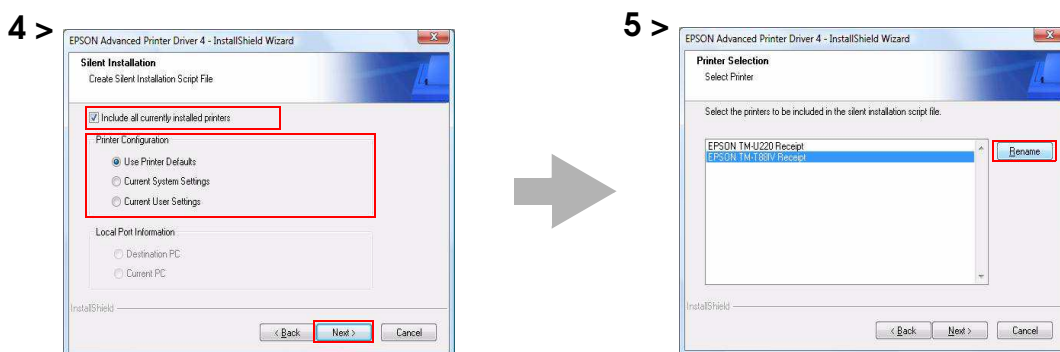 4 >
EPSON Advanced Printer Driver 4 - InstallShield Wizard
Silent Installation
Create Silent Installation Script File
Include all currently installed printers
Printer Configuration
Use Printer Defaults
Current System Settings
Current User Settings
Local Port Information
Destination PC
Current PC
InstallShield
< Back
Next >
Cancel
5 >
EPSON Advanced Printer Driver 4 - InstallShield Wizard
Printer Selection
Select Printer
Select the printers to be included in the silent installation script file.
EPSON TM-U220 Receipt
EPSON TM-T88IV Receipt
Rename
InstallShield
< Back
Next >
Cancel